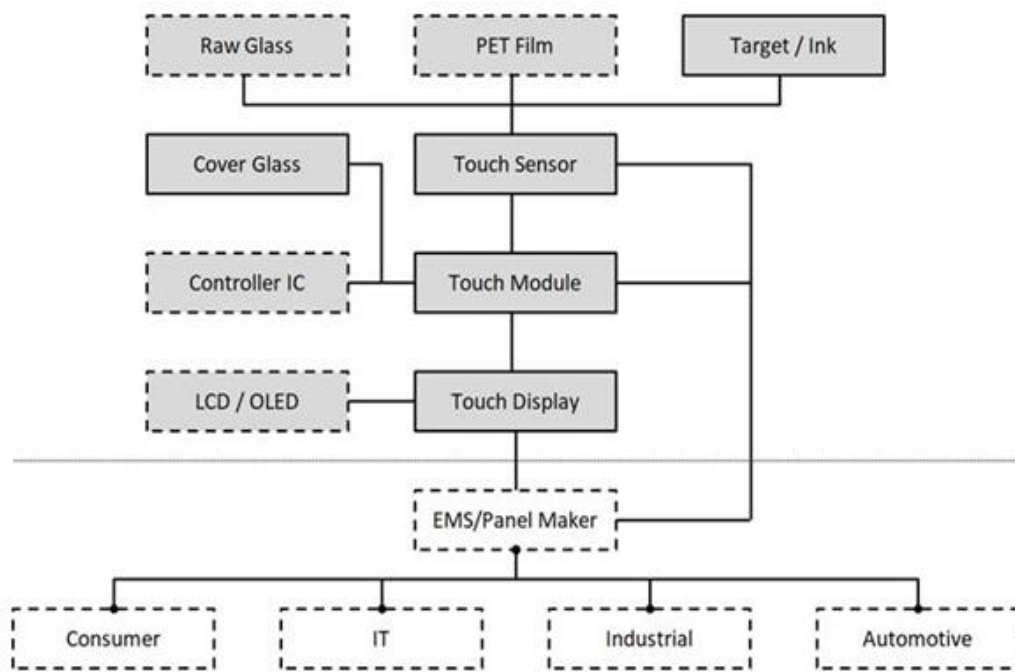 Raw Glass
PET Film
Target / Ink
Cover Glass
Touch Sensor
Controller IC
Touch Module
LCD / OLED
Touch Display
EMS/Panel Maker
Consumer
IT
Industrial
Automotive